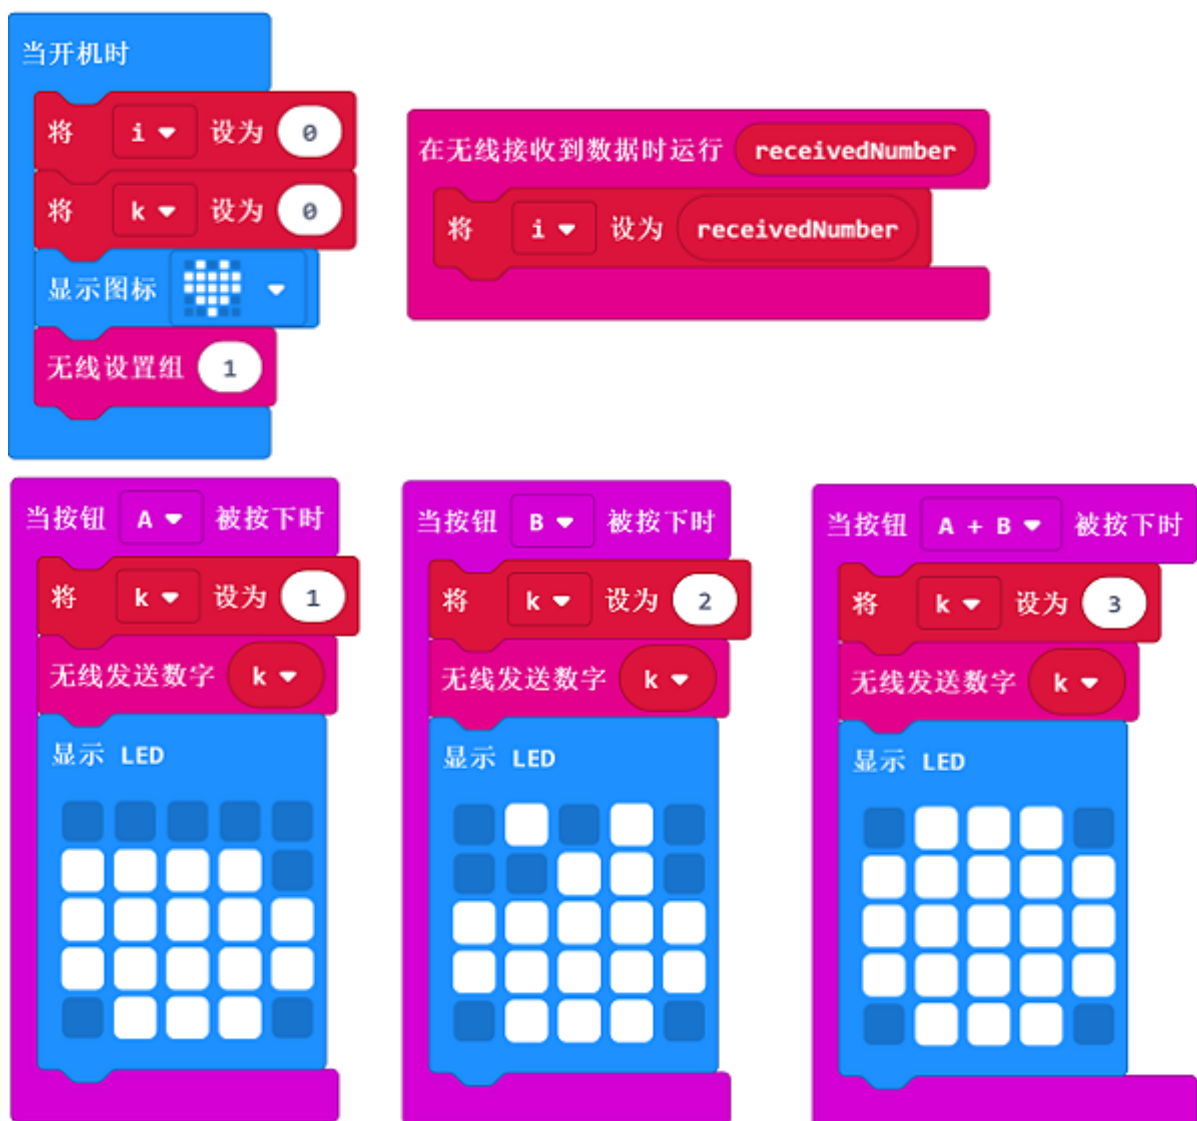 当开机时
将 i 设为 0
将 k 设为 0
显示图标
无线设置组 1
在无线接收到数据时运行 receivedNumber
将 i 设为 receivedNumber
当按钮 A 被按下时
将 k 设为 1
无线发送数字 k
显示 LED
当按钮 B 被按下时
将 k 设为 2
无线发送数字 k
显示 LED
当按钮 A + B 被按下时
将 k 设为 3
无线发送数字 k
显示 LED